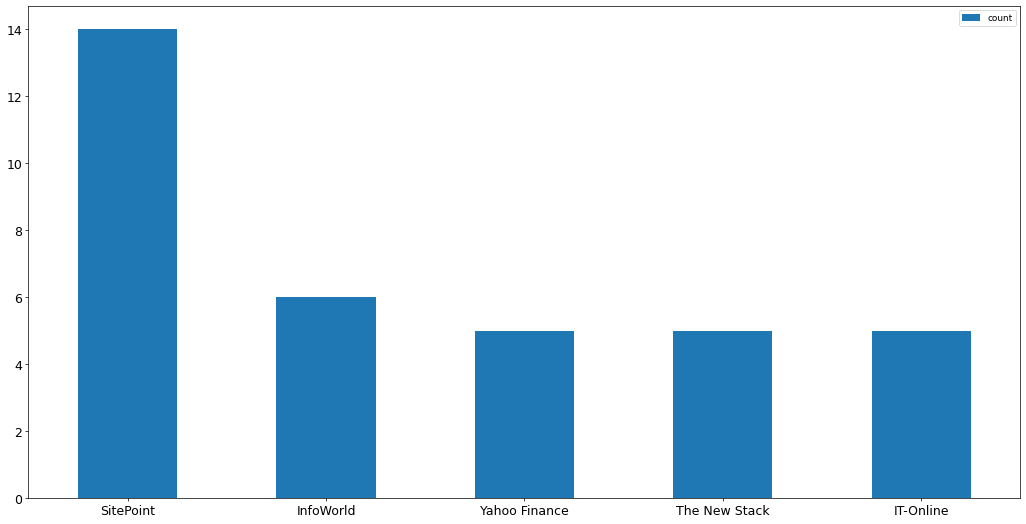 count
14
12
10
8
6
4
2
0
SitePoint
InfoWorld
Yahoo Finance
The New Stack
IT-Online